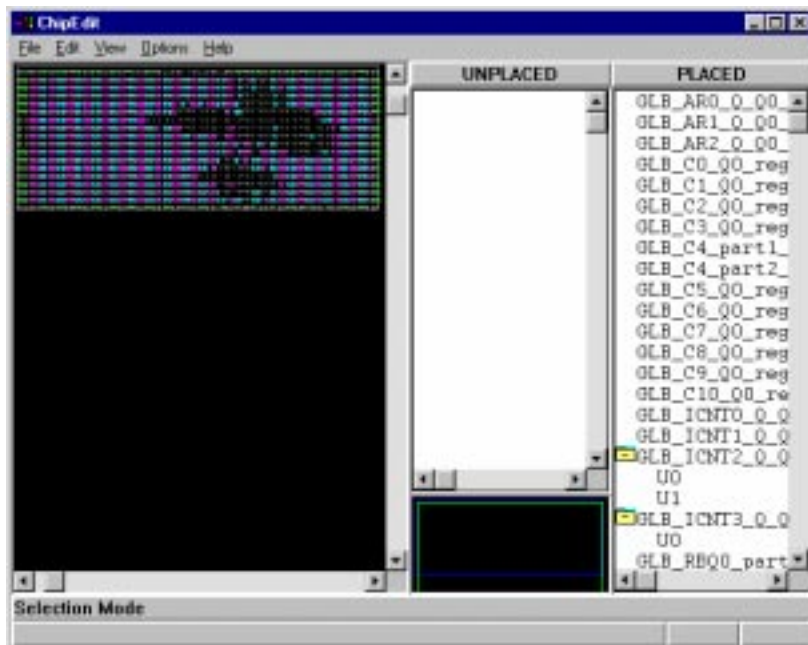 ChipEdit
File Edit View Options Help
UNPLACED
PLACED
GLB_AR0_Q_Q0_
GLB_AR1_Q_Q0_
GLB_AR2_Q_Q0_
GLB_C0_Q0_reg
GLB_C1_Q0_reg
GLB_C2_Q0_reg
GLB_C3_Q0_reg
GLB_C4_part1_
GLB_C4_part2_
GLB_C5_Q0_reg
GLB_C6_Q0_reg
GLB_C7_Q0_reg
GLB_C8_Q0_reg
GLB_C9_Q0_reg
GLB_C10_Q0_re
GLB_ICNT0_Q_Q
GLB_ICNT1_Q_Q
GLB_ICNT2_Q_Q
U0
U1
GLB_ICNT3_Q_Q
U0
GLB_RBQ0_part
Selection Mode